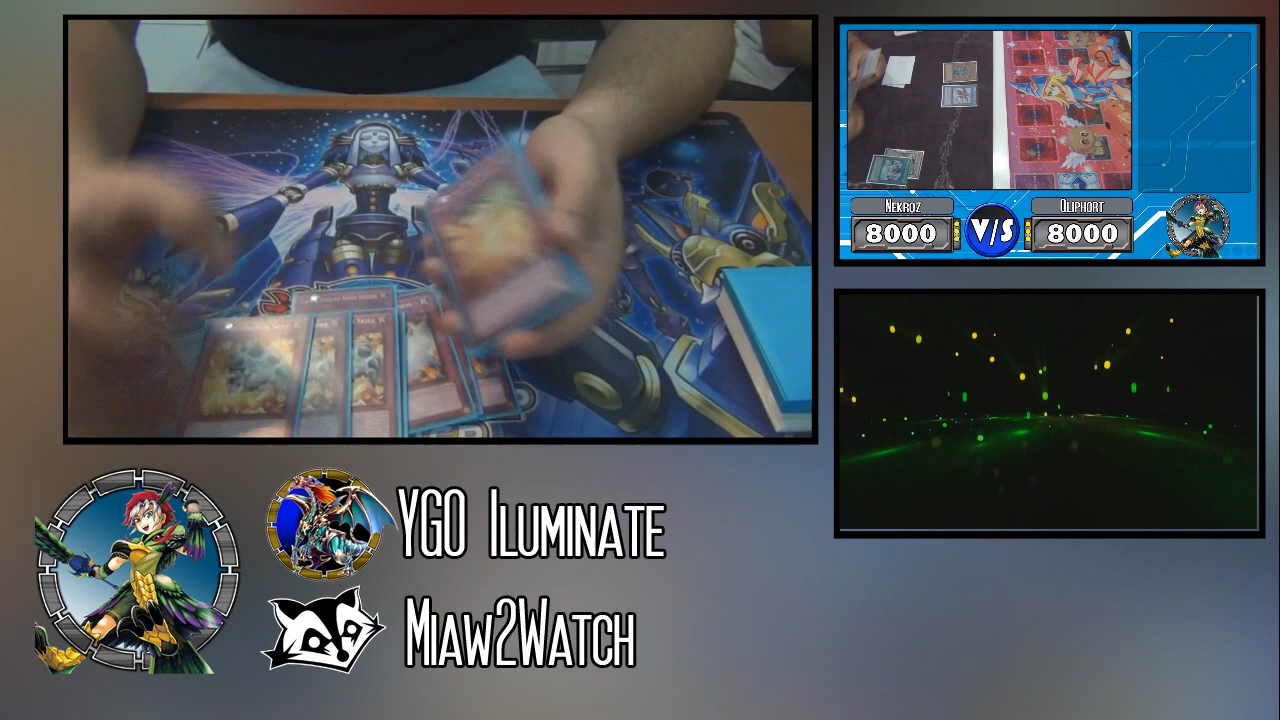 Nekroz
Qliphort
8000
V/S
8000
YGO Iluminate
Miaw2Watch